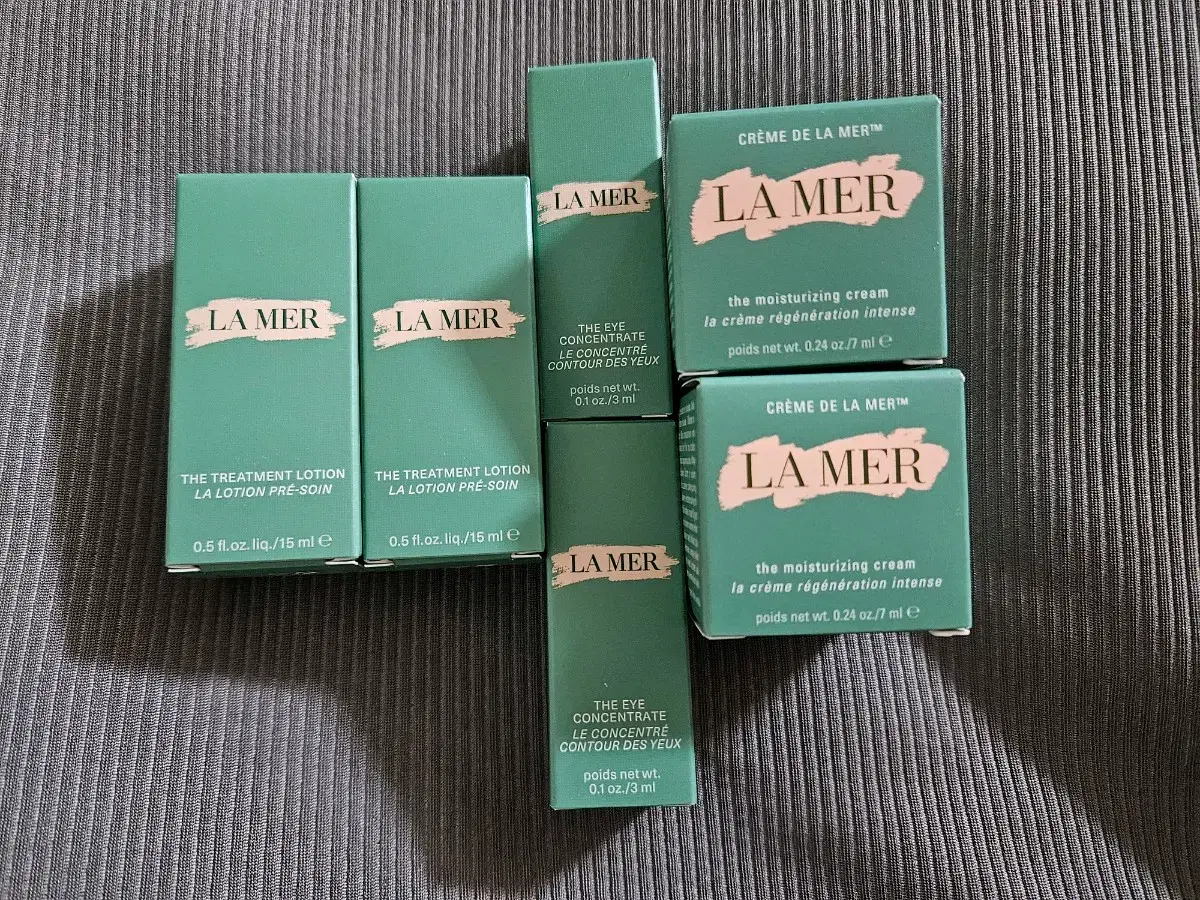 LA MER
THE TREATMENT LOTION
LA LOTION PRÉ-SOIN
0.5 fl.oz. liq./15 ml ℮
LA MER
THE TREATMENT LOTION
LA LOTION PRÉ-SOIN
0.5 fl.oz. liq./15 ml ℮
LA MER
THE EYE
CONCENTRATE
LE CONCENTRÉ
CONTOUR DES YEUX
poids net wt.
0.1 oz./3 ml
LA MER
THE EYE
CONCENTRATE
LE CONCENTRÉ
CONTOUR DES YEUX
poids net wt.
0.1 oz./3 ml
CRÈME DE LA MER™
LA MER
the moisturizing cream
la crème régénération intense
poids net wt. 0.24 oz./7 ml ℮
CRÈME DE LA MER™
LA MER
the moisturizing cream
la crème régénération intense
poids net wt. 0.24 oz./7 ml ℮